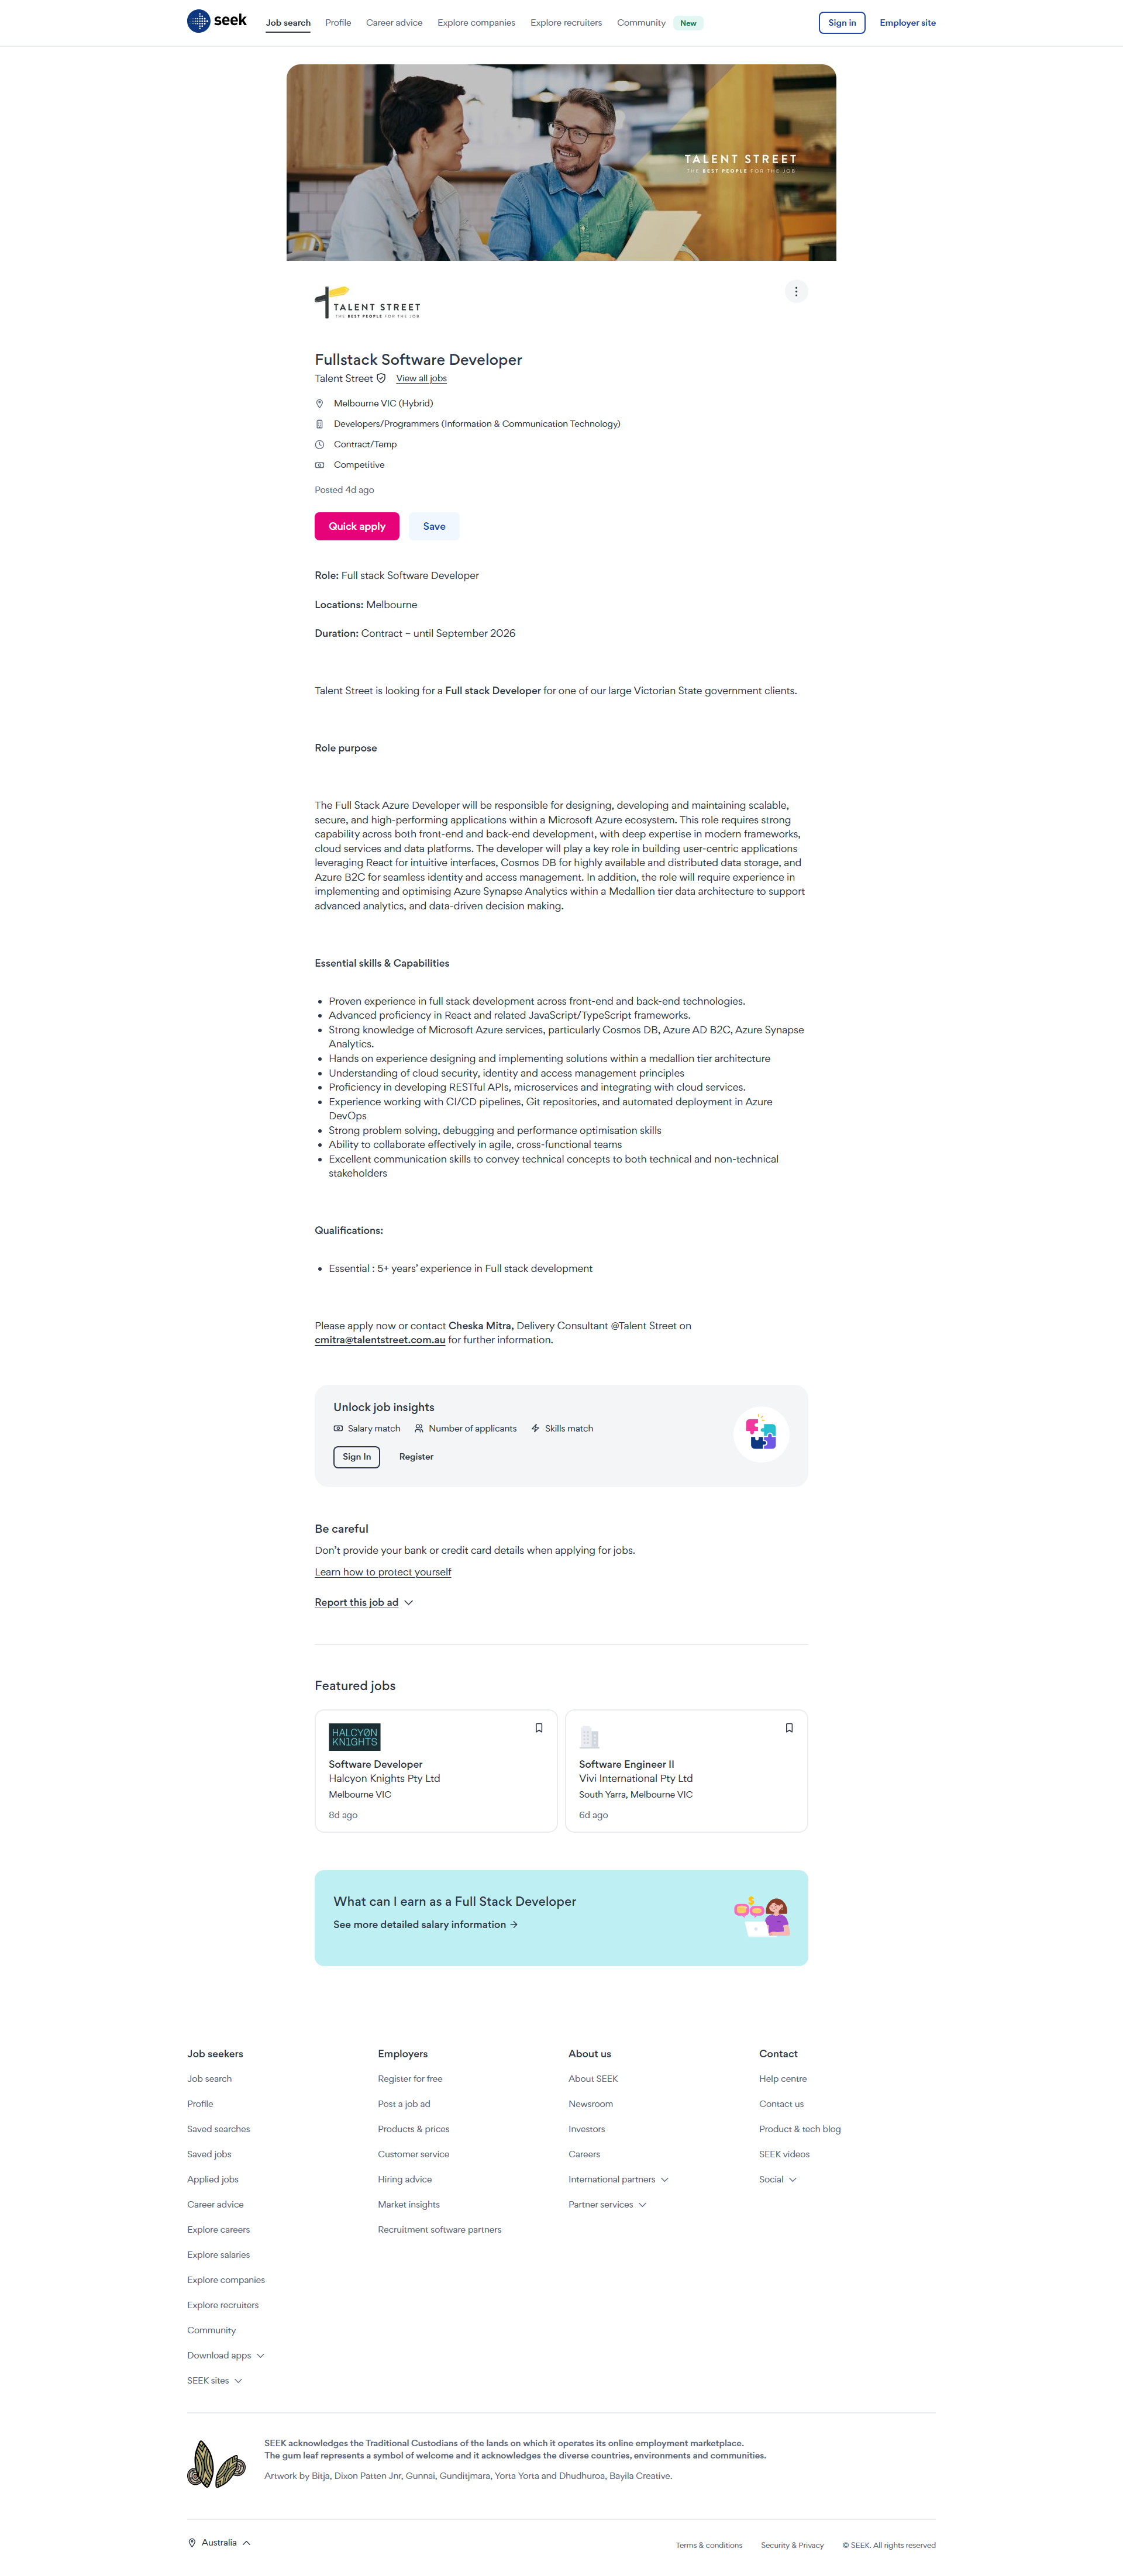 seek
Job search
Profile
Career advice
Explore companies
Explore recruiters
Community
New
Sign in
Employer site
TALENT STREET
THE BEST PEOPLE FOR THE JOB
TALENT STREET
THE BEST PEOPLE FOR THE JOB
Fullstack Software Developer
Talent Street
View all jobs
Melbourne VIC (Hybrid)
Developers/Programmers (Information & Communication Technology)
Contract/Temp
Competitive
Posted 4d ago
Quick apply
Save
Role: Full stack Software Developer
Locations: Melbourne
Duration: Contract – until September 2026
Talent Street is looking for a Full stack Developer for one of our large Victorian State government clients.
Role purpose
The Full Stack Azure Developer will be responsible for designing, developing and maintaining scalable,
secure, and high-performing applications within a Microsoft Azure ecosystem. This role requires strong
capability across both front-end and back-end development, with deep expertise in modern frameworks,
cloud services and data platforms. The developer will play a key role in building user-centric applications
leveraging React for intuitive interfaces, Cosmos DB for highly available and distributed data storage, and
Azure B2C for seamless identity and access management. In addition, the role will require experience in
implementing and optimising Azure Synapse Analytics within a Medallion tier data architecture to support
advanced analytics, and data-driven decision making.
Essential skills & Capabilities
• Proven experience in full stack development across front-end and back-end technologies.
• Advanced proficiency in React and related JavaScript/TypeScript frameworks.
• Strong knowledge of Microsoft Azure services, particularly Cosmos DB, Azure AD B2C, Azure Synapse
Analytics.
• Hands on experience designing and implementing solutions within a medallion tier architecture
• Understanding of cloud security, identity and access management principles
• Proficiency in developing RESTful APIs, microservices and integrating with cloud services.
• Experience working with CI/CD pipelines, Git repositories, and automated deployment in Azure
DevOps
• Strong problem solving, debugging and performance optimisation skills
• Ability to collaborate effectively in agile, cross-functional teams
• Excellent communication skills to convey technical concepts to both technical and non-technical
stakeholders
Qualifications:
• Essential : 5+ years' experience in Full stack development
Please apply now or contact Cheska Mitra, Delivery Consultant @Talent Street on
cmitra@talentstreet.com.au for further information.
Unlock job insights
Salary match
Number of applicants
Skills match
Sign In
Register
Be careful
Don't provide your bank or credit card details when applying for jobs.
Learn how to protect yourself
Report this job ad
Featured jobs
HALCYON
KN1GHTS
Software Developer
Halcyon Knights Pty Ltd
Melbourne VIC
8d ago
Software Engineer II
Vivi International Pty Ltd
South Yarra, Melbourne VIC
6d ago
What can I earn as a Full Stack Developer
See more detailed salary information →
Job seekers
Job search
Profile
Saved searches
Saved jobs
Applied jobs
Career advice
Explore careers
Explore salaries
Explore companies
Explore recruiters
Community
Download apps
SEEK sites
Employers
Register for free
Post a job ad
Products & prices
Customer service
Hiring advice
Market insights
Recruitment software partners
About us
About SEEK
Newsroom
Investors
Careers
International partners
Partner services
Contact
Help centre
Contact us
Product & tech blog
SEEK videos
Social
SEEK acknowledges the Traditional Custodians of the lands on which it operates its online employment marketplace.
The gum leaf represents a symbol of welcome and it acknowledges the diverse countries, environments and communities.
Artwork by Bitja, Dixon Patten Jnr, Gunnai, Gunditjmara, Yorta Yorta and Dhudhuroa, Bayila Creative.
Australia
Terms & conditions
Security & Privacy
© SEEK. All rights reserved